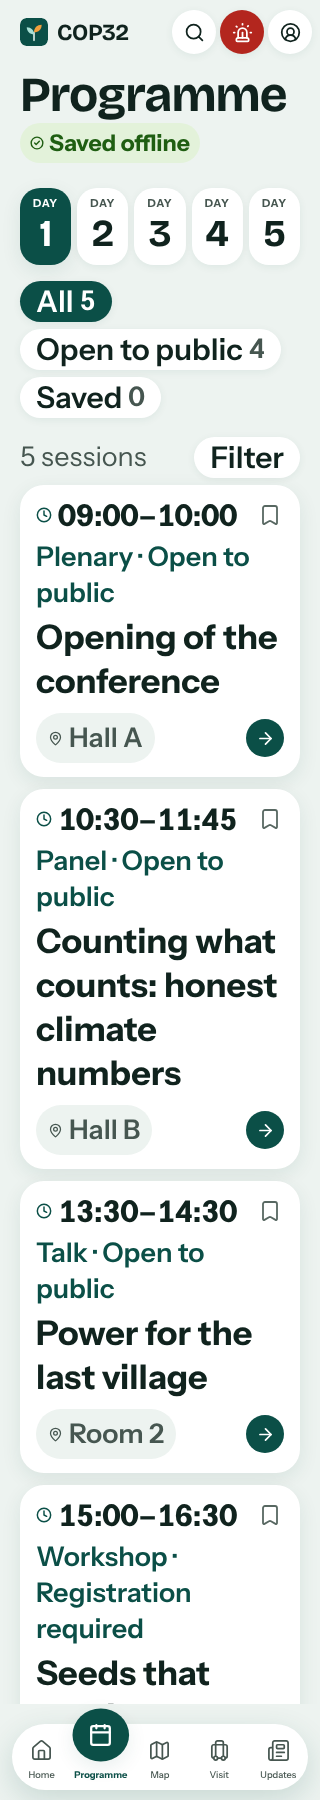 COP32
Programme
Saved offline
DAY
1
DAY
2
DAY
3
DAY
4
DAY
5
All 5
Open to public 4
Saved 0
5 sessions
Filter
09:00–10:00
Plenary · Open to
public
Opening of the
conference
Hall A
10:30–11:45
Panel · Open to
public
Counting what
counts: honest
climate
numbers
Hall B
13:30–14:30
Talk · Open to
public
Power for the
last village
Room 2
15:00–16:30
Workshop ·
Registration
required
Seeds that
Home
Programme
Map
Visit
Updates